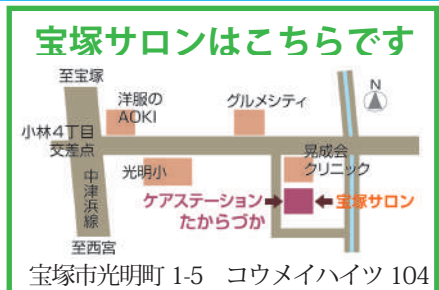 宝塚サロンはこちらです
至宝塚
洋服の
AOKI
グルメシティ
N
小林4丁目
交差点
光明小
晃成会
クリニック
中津浜線
ケアステーション
たからづか
宝塚サロン
至西宮
宝塚市光明町 1-5 コウメイハイツ 104